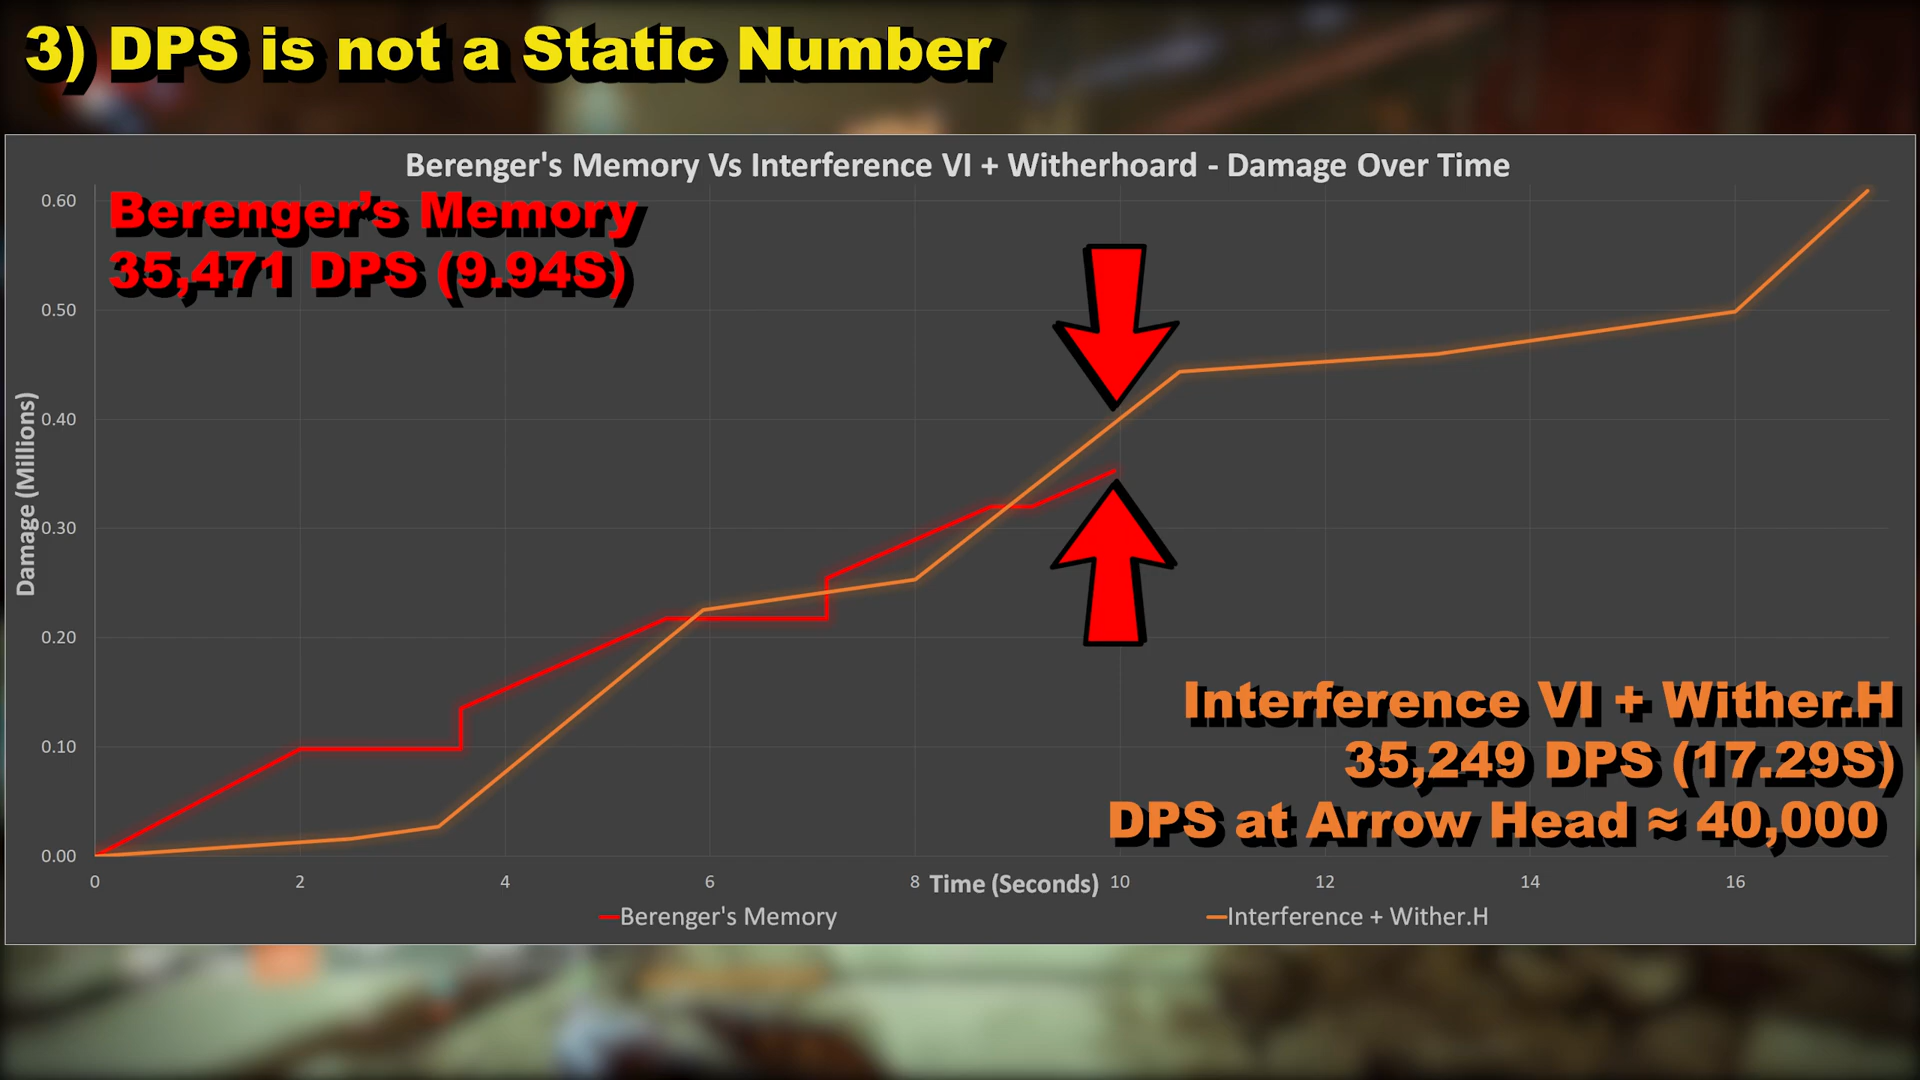 3) DPS is not a Static Number
Berenger's Memory Vs Interference VI + Witherhoard - Damage Over Time
Berenger's Memory
35,471 DPS (9.94S)
0.60
0.50
0.40
0.30
0.20
0.10
0.00
Damage (Millions)
Interference VI + Wither.H
35,249 DPS (17.29S)
DPS at Arrow Head ≈ 40,000
0 2 4 6 8 10 12 14 16
Time (Seconds)
Berenger's Memory
Interference + Wither.H